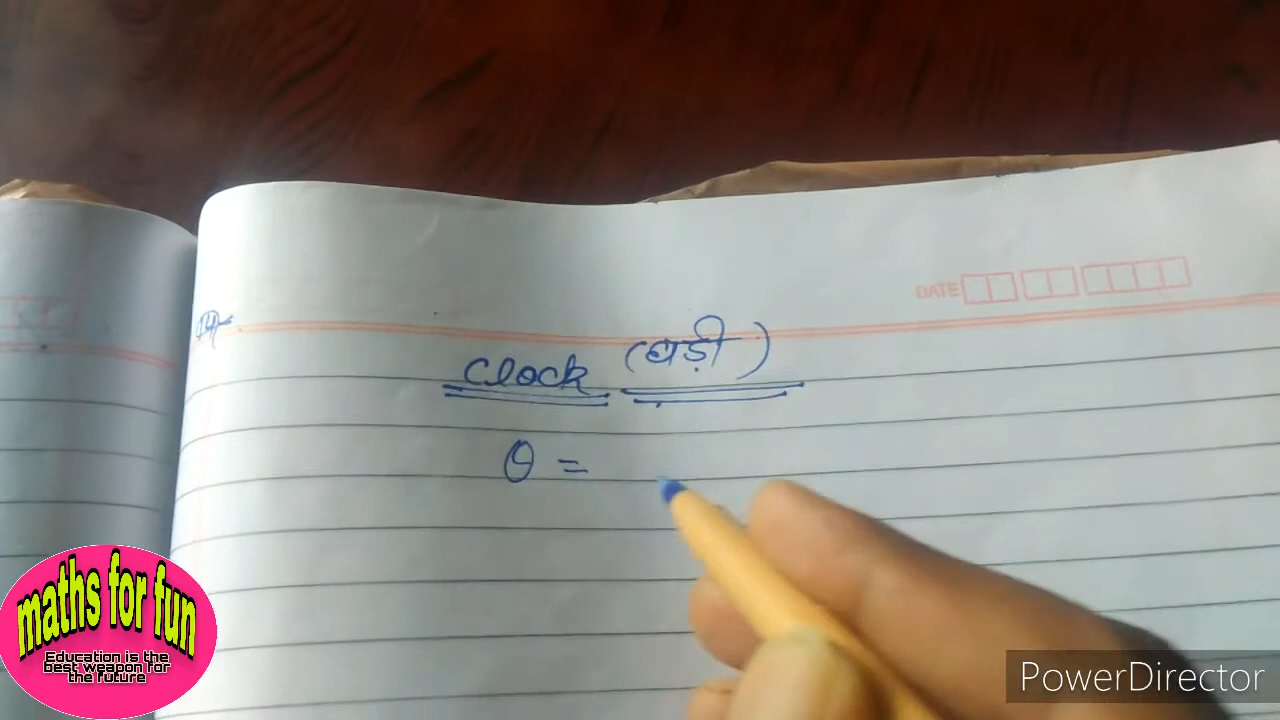 DATE
Clock (घड़ी)
θ =
maths for fun
Education is the
best weapon for
the future
PowerDirector